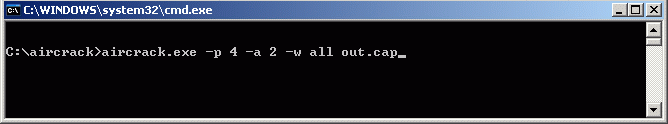 C:\WINDOWS\system32\cmd.exe
C:\aircrack>aircrack.exe -p 4 -a 2 -w all out.cap_